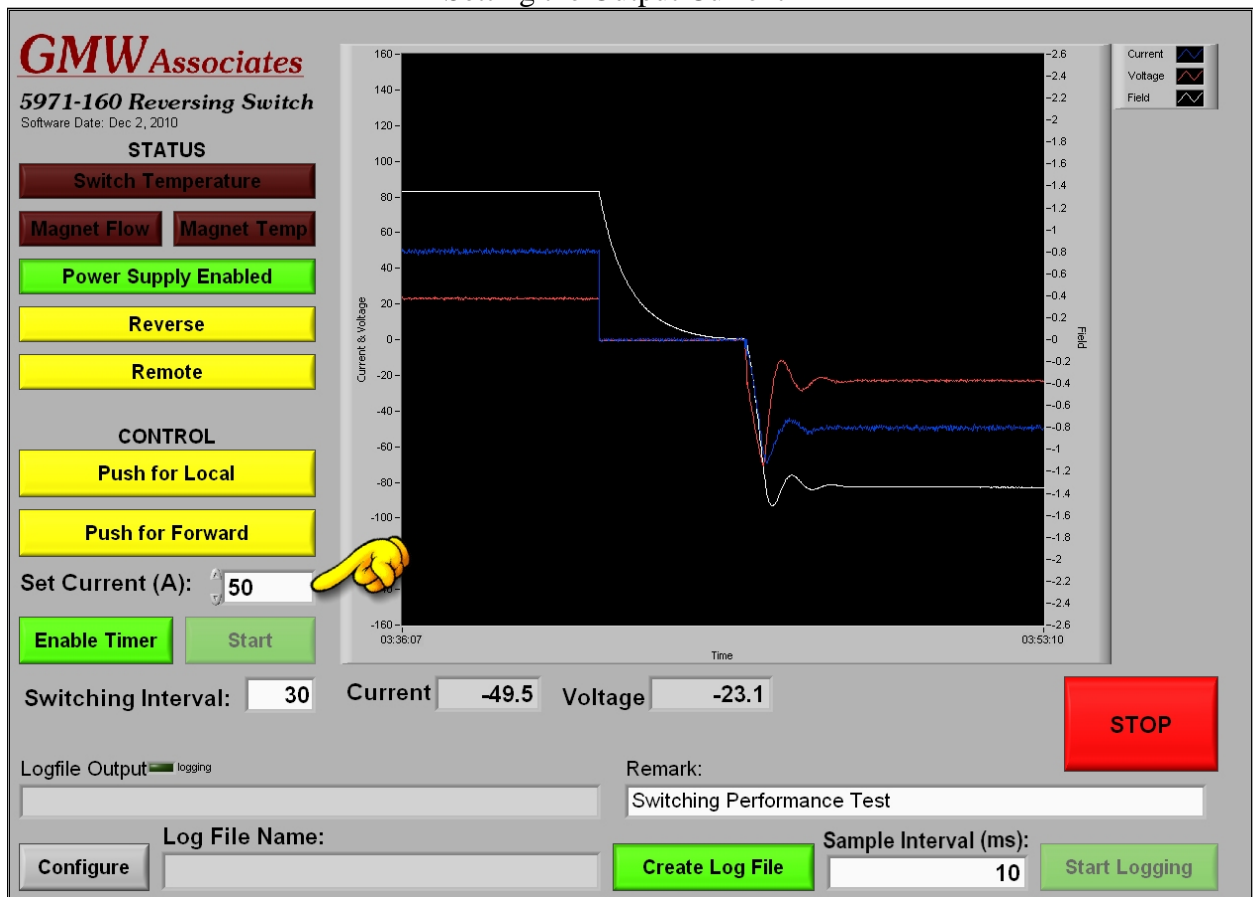 Setting the Output Current
GMW Associates
5971-160 Reversing Switch
Software Date: Dec 2, 2010
STATUS
Switch Temperature
Magnet Flow
Magnet Temp
Power Supply Enabled
Reverse
Remote
CONTROL
Push for Local
Push for Forward
Set Current (A): 50
Enable Timer
Start
Switching Interval: 30
Current & Voltage
160
140
120
100
80
60
40
20
0
-20
-40
-60
-80
-100
-160
2.6
2.4
2.2
2
1.8
1.6
1.4
1.2
1
0.8
0.6
0.4
0.2
0
-0.2
-0.4
-0.6
-0.8
-1
-1.2
-1.4
-1.6
-1.8
-2
-2.2
-2.4
-2.6
Field
03:36:07
03:53:10
Time
Current
Voltage
Field
Current -49.5
Voltage -23.1
STOP
Logfile Output logging
Remark:
Switching Performance Test
Log File Name:
Configure
Create Log File
Sample Interval (ms):
10
Start Logging